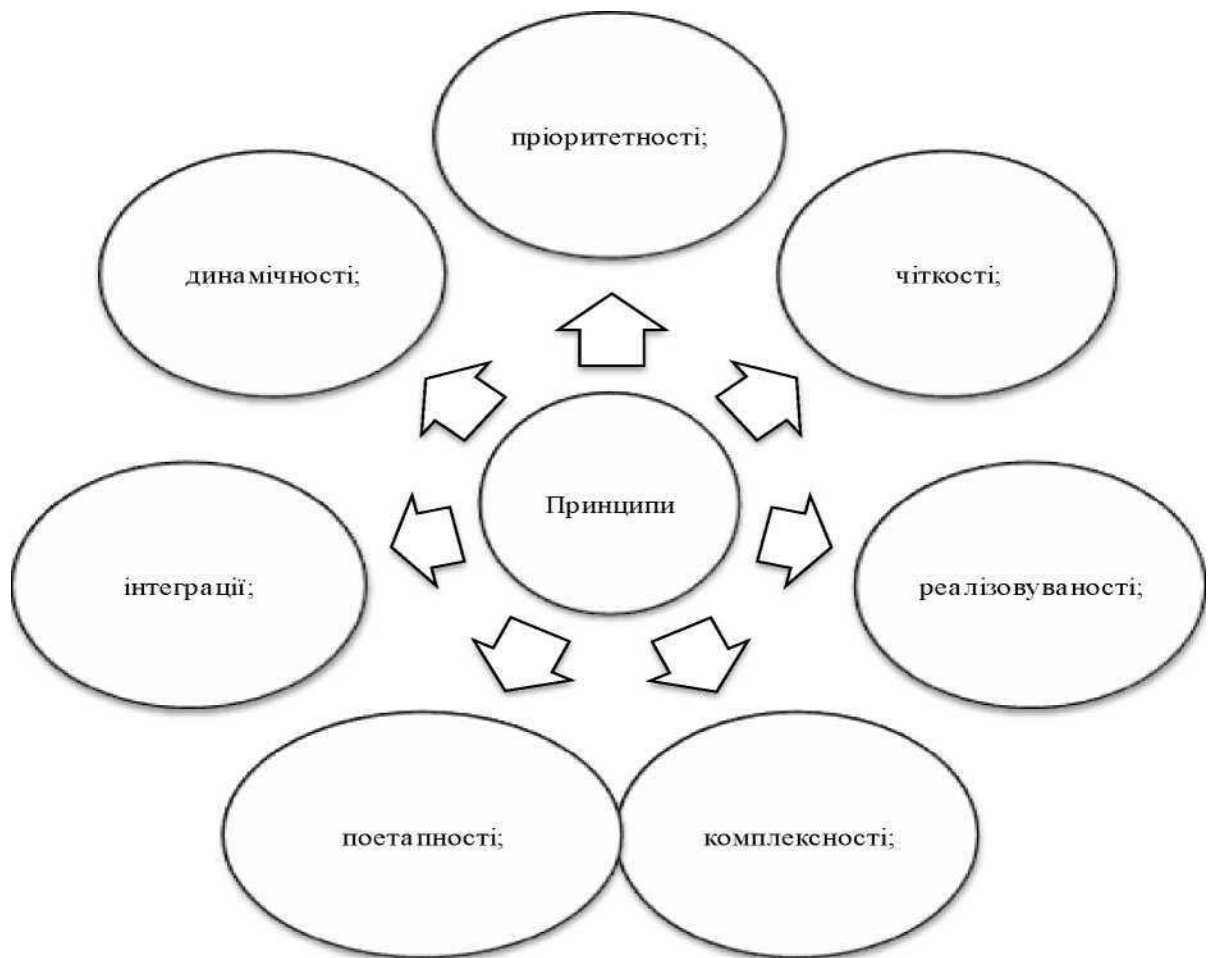 пріоритетності;
динамічності;
чіткості;
Принципи
інтеграції;
реалізовуваності;
поетапності;
комплексності;